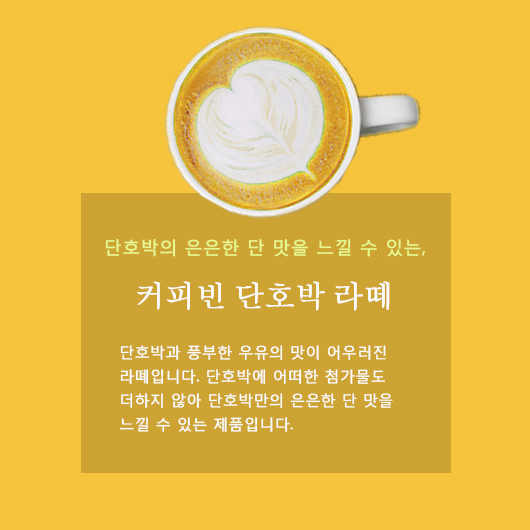 단호박의 은은한 단 맛을 느낄 수 있는,
커피빈 단호박 라떼
단호박과 풍부한 우유의 맛이 어우러진
라떼입니다. 단호박에 어떠한 첨가물도
더하지 않아 단호박만의 은은한 단 맛을
느낄 수 있는 제품입니다.